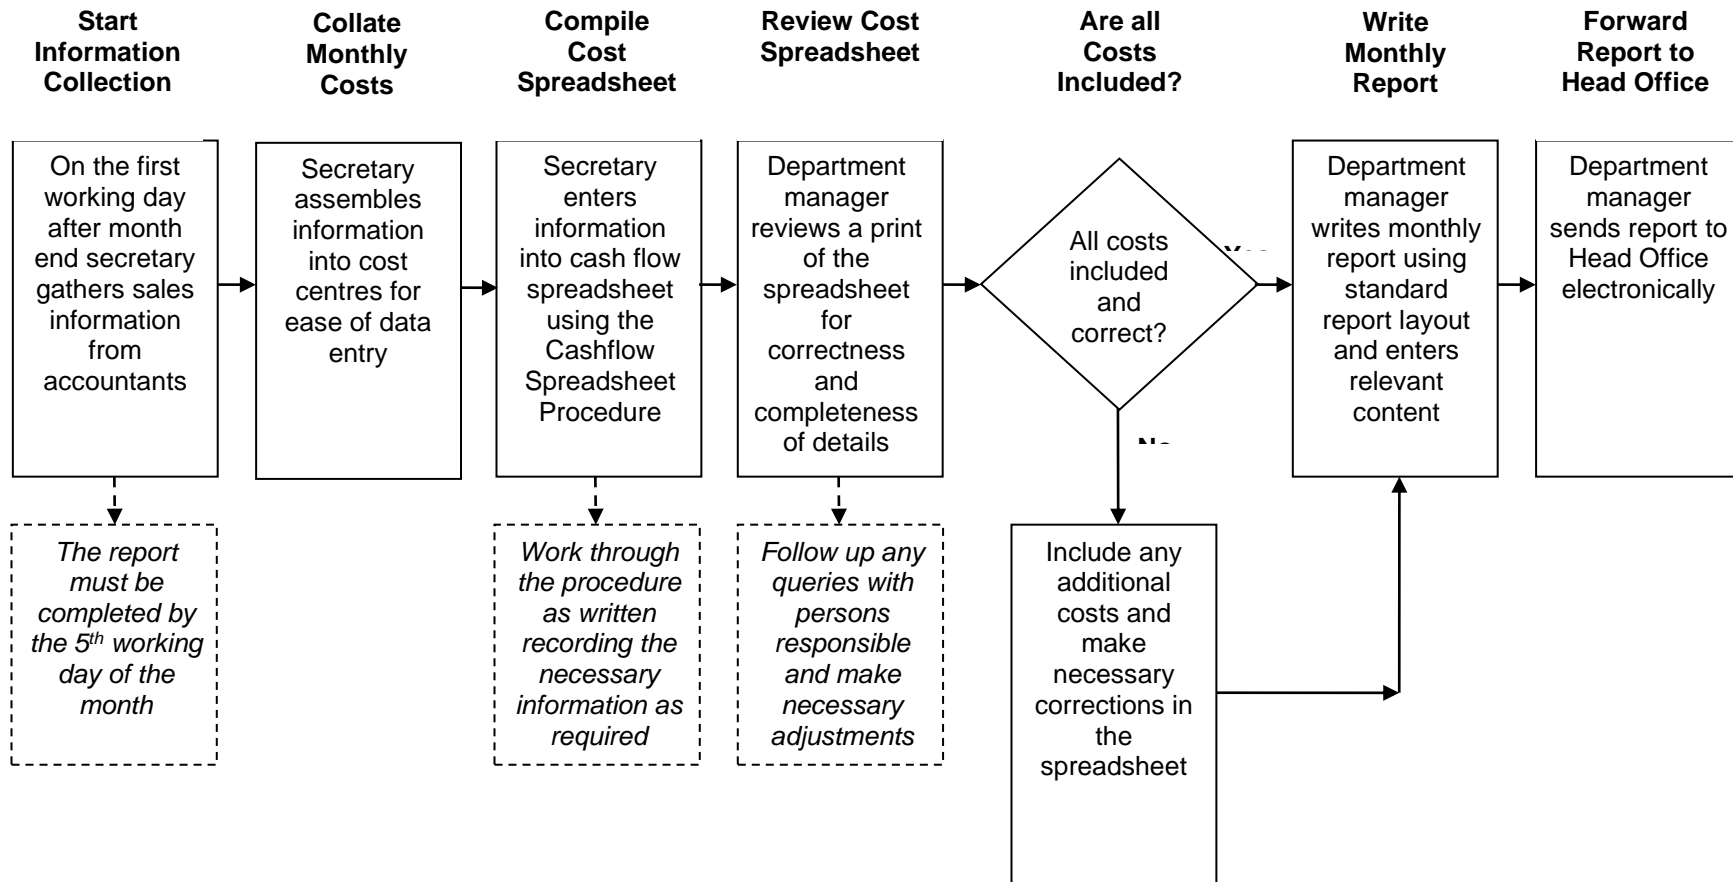 Start
Information
Collection
Collate
Monthly
Costs
Compile
Cost
Spreadsheet
Review Cost
Spreadsheet
Are all
Costs
Included?
Write
Monthly
Report
Forward
Report to
Head Office
On the first
working day
after month
end secretary
gathers sales
information
from
accountants
Secretary
assembles
information
into cost
centres for
ease of data
entry
Secretary
enters
information
into cash flow
spreadsheet
using the
Cashflow
Spreadsheet
Procedure
Department
manager
reviews a print
of the
spreadsheet
for
correctness
and
completeness
of details
All costs
included
and
correct?
Department
manager
writes monthly
report using
standard
report layout
and enters
relevant
content
Department
manager
sends report to
Head Office
electronically
The report
must be
completed by
the 5th working
day of the
month
Work through
the procedure
as written
recording the
necessary
information as
required
Follow up any
queries with
persons
responsible
and make
necessary
adjustments
Include any
additional
costs and
make
necessary
corrections in
the
spreadsheet